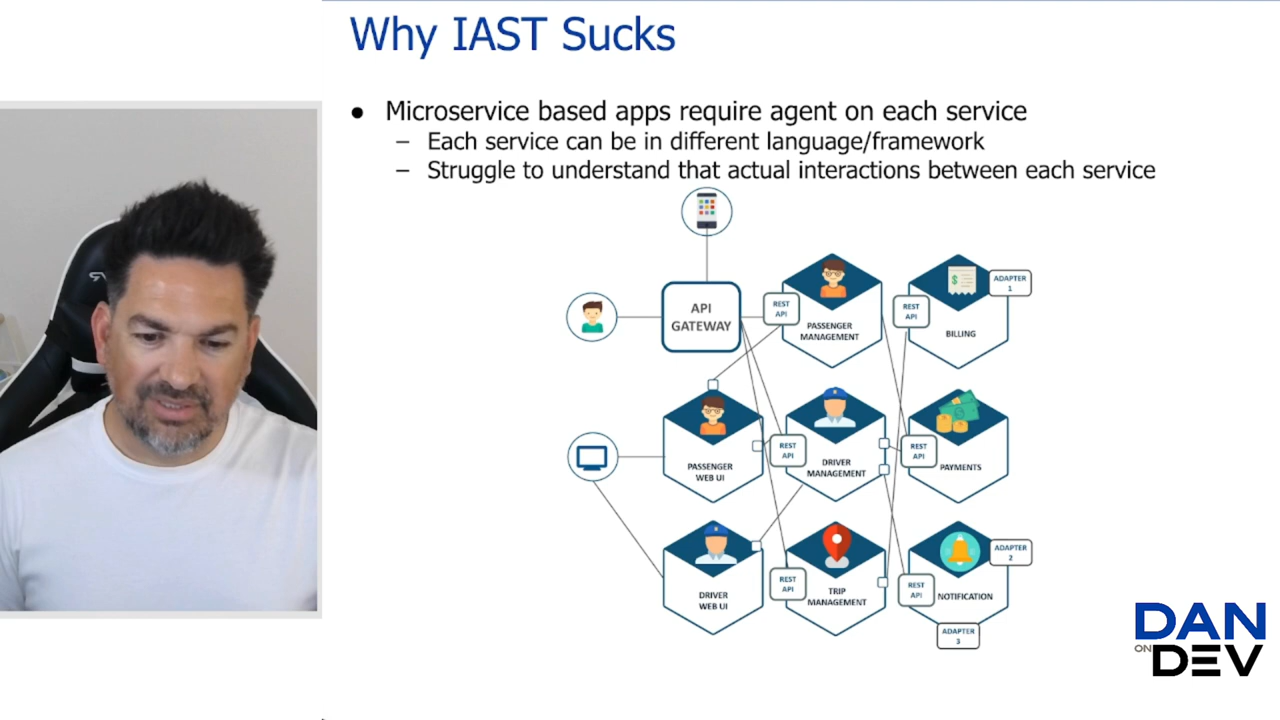 Why IAST Sucks
● Microservice based apps require agent on each service
– Each service can be in different language/framework
– Struggle to understand that actual interactions between each service
API
GATEWAY
REST
API
PASSENGER
MANAGEMENT
REST
API
BILLING
ADAPTER
1
PASSENGER
WEB UI
REST
API
DRIVER
MANAGEMENT
REST
API
PAYMENTS
DRIVER
WEB UI
REST
API
TRIP
MANAGEMENT
REST
API
NOTIFICATION
ADAPTER
2
ADAPTER
3
DAN
ON
DEV